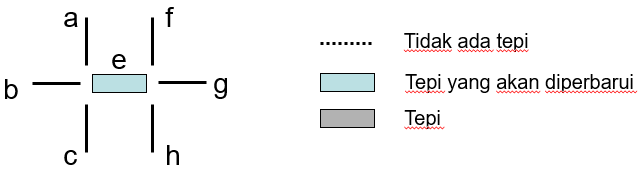 a
f
e
b
g
c
h
Tidak ada tepi
Tepi yang akan diperbarui
Tepi